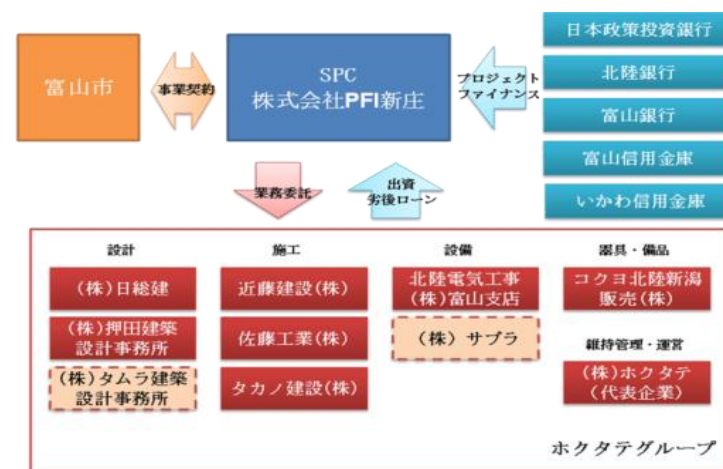 富山市
事業契約
SPC
株式会社PFI新庄
プロジェクト
ファイナンス
日本政策投資銀行
北陸銀行
富山銀行
富山信用金庫
いかわ信用金庫
業務委託
出資
劣後ローン
設計
(株)日総建
(株)押田建築
設計事務所
(株)タムラ建築
設計事務所
施工
近藤建設(株)
佐藤工業(株)
タカノ建設(株)
設備
北陸電気工事
(株)富山支店
(株) サプラ
器具・備品
コクヨ北陸新潟
販売(株)
維持管理・運営
(株)ホクタテ
(代表企業)
ホクタテグループ